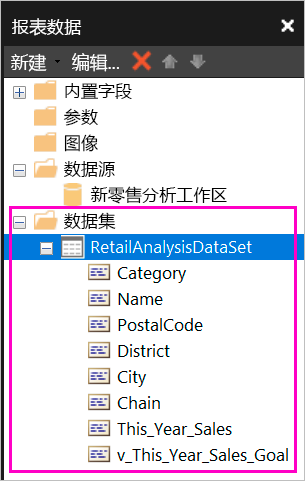 报表数据
新建 编辑...
内置字段
参数
图像
数据源
新零售分析工作区
数据集
RetailAnalysisDataSet
Category
Name
PostalCode
District
City
Chain
This_Year_Sales
v_This_Year_Sales_Goal